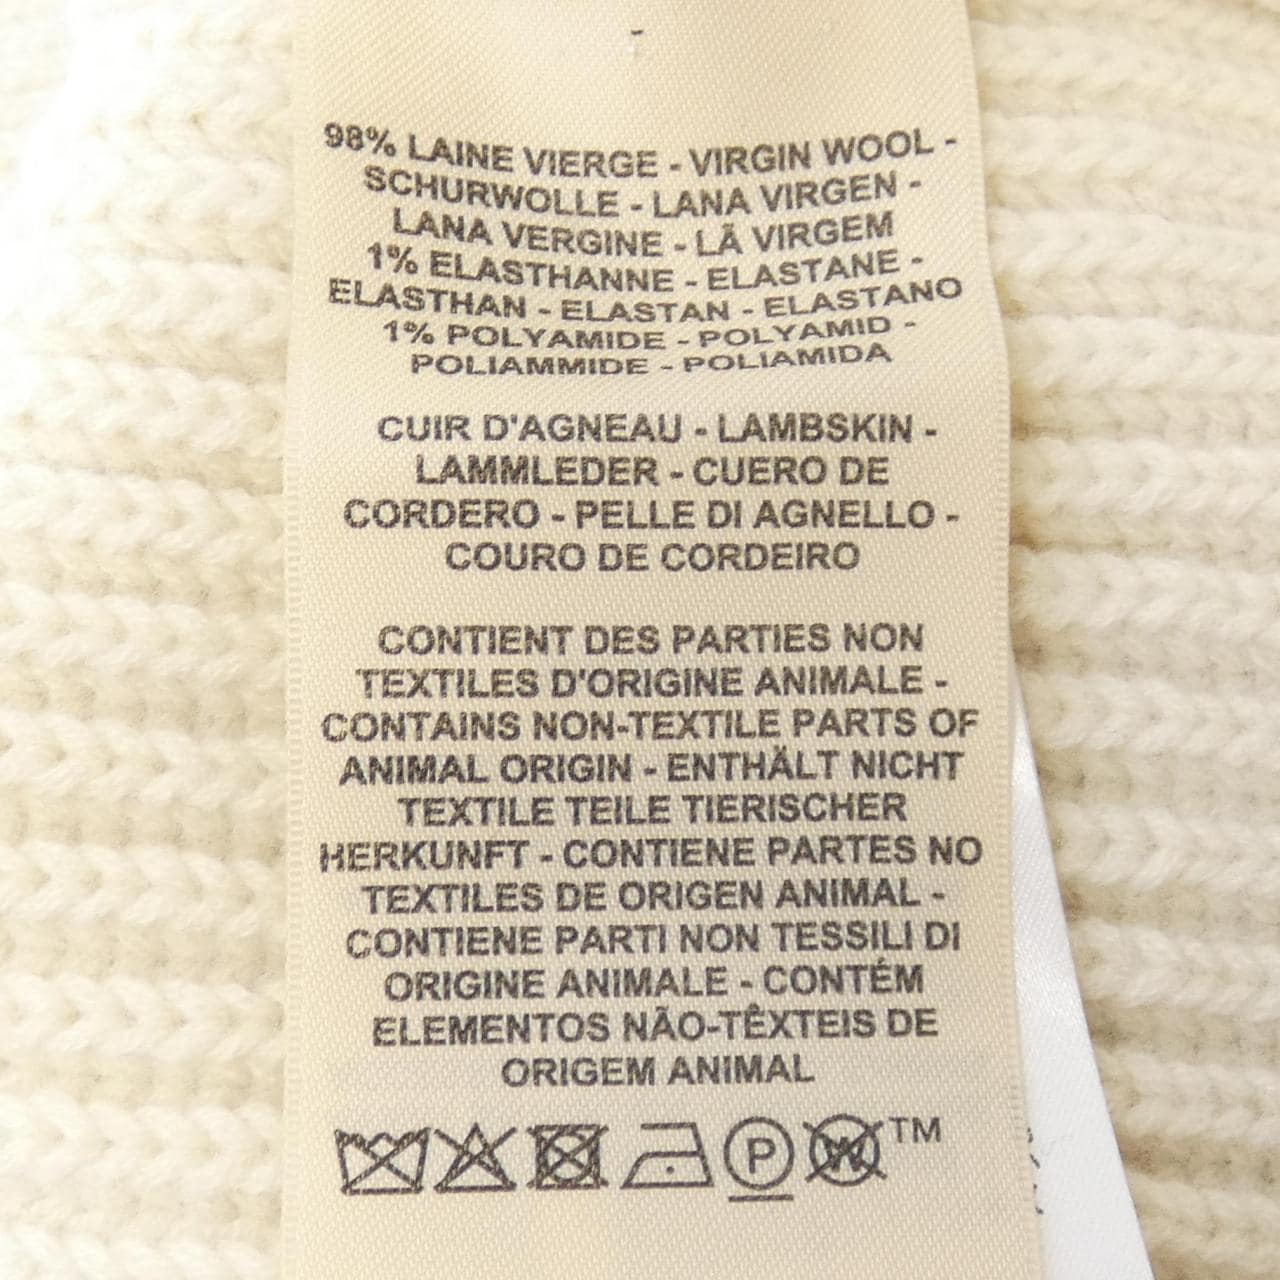 98% LAINE VIERGE - VIRGIN WOOL -
SCHURWOLLE - LANA VIRGEN -
LANA VERGINE - LÃ VIRGEM
1% ELASTHANNE - ELASTANE -
ELASTHAN - ELASTAN - ELASTANO
1% POLYAMIDE - POLYAMID -
POLIAMMIDE - POLIAMIDA
CUIR D'AGNEAU - LAMBSKIN -
LAMMLEDER - CUERO DE
CORDERO - PELLE DI AGNELLO -
COURO DE CORDEIRO
CONTIENT DES PARTIES NON
TEXTILES D'ORIGINE ANIMALE -
CONTAINS NON-TEXTILE PARTS OF
ANIMAL ORIGIN - ENTHÄLT NICHT
TEXTILE TEILE TIERISCHER
HERKUNFT - CONTIENE PARTES NO
TEXTILES DE ORIGEN ANIMAL -
CONTIENE PARTI NON TESSILI DI
ORIGINE ANIMALE - CONTÉM
ELEMENTOS NÃO-TÊXTEIS DE
ORIGEM ANIMAL
P W TM